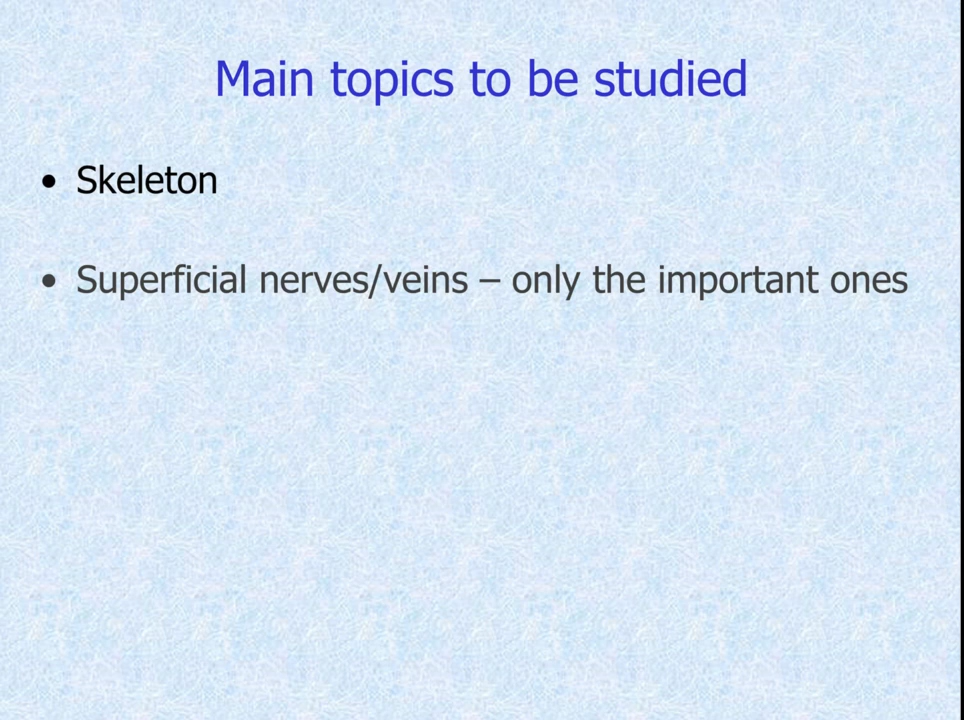 Main topics to be studied
• Skeleton
• Superficial nerves/veins – only the important ones